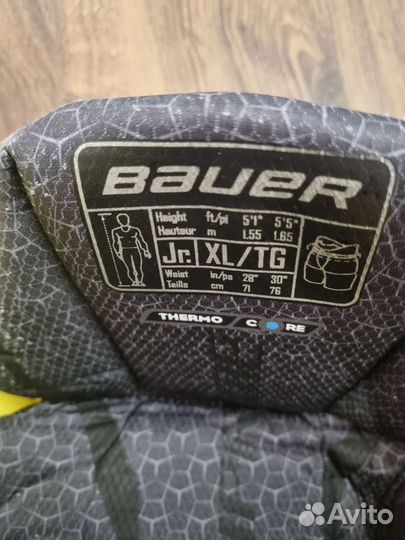 BAUER
Height ft/pi 5'1" 5'5"
Hauteur m 1.55 1.65
Jr. XL/TG
Waist in/po 28" 30"
Taille cm 71 76
THERMO CORE
Avito